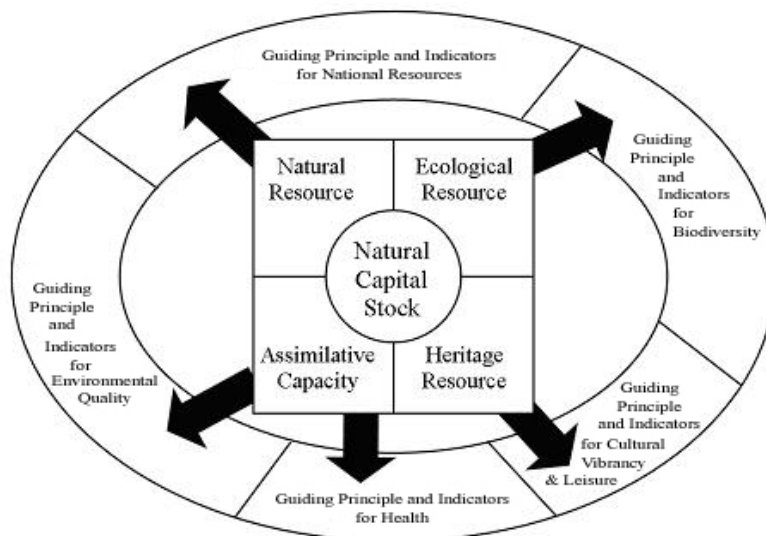 Guiding Principle and Indicators
for National Resources
Guiding
Principle
and
Indicators
for
Biodiversity
Natural
Resource
Ecological
Resource
Natural
Capital
Stock
Guiding
Principle
and
Indicators
for
Environmental
Quality
Assimilative
Capacity
Heritage
Resource
Guiding
Principle
and Indicators
for Cultural
Vibrancy
& Leisure
Guiding Principle and Indicators
for Health